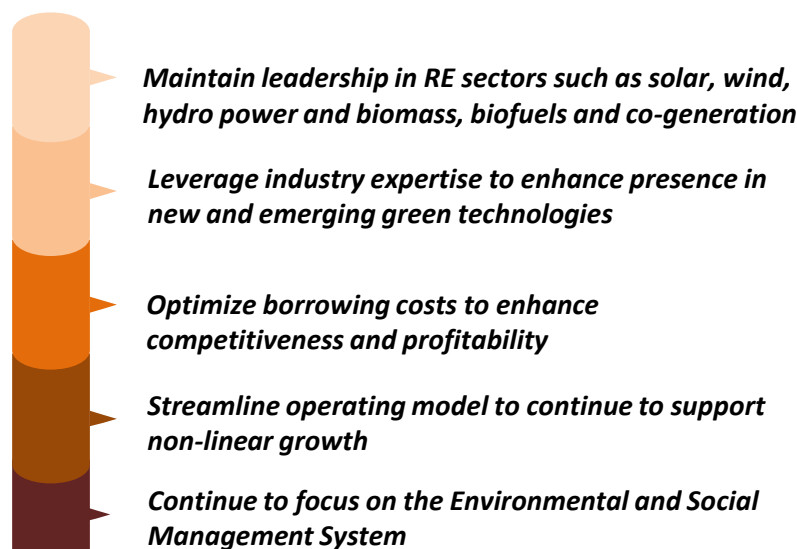 Maintain leadership in RE sectors such as solar, wind,
hydro power and biomass, biofuels and co-generation
Leverage industry expertise to enhance presence in
new and emerging green technologies
Optimize borrowing costs to enhance
competitiveness and profitability
Streamline operating model to continue to support
non-linear growth
Continue to focus on the Environmental and Social
Management System